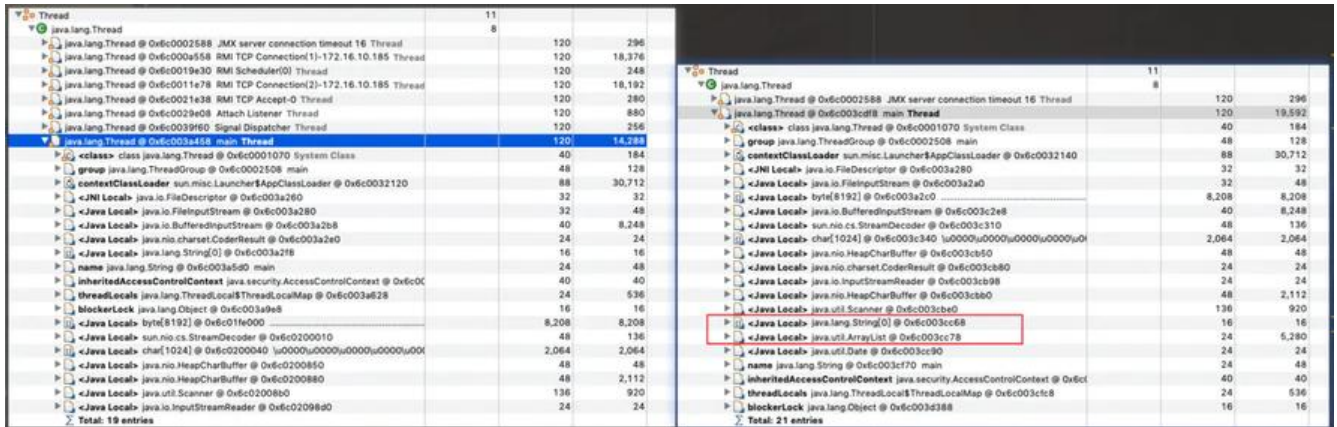 Thread 11
java.lang.Thread 8
java.lang.Thread @ 0x6c0002588 JMX server connection timeout 16 Thread 120 296
java.lang.Thread @ 0x6c000a558 RMI TCP Connection(1)-172.16.10.185 Thread 120 18,376
java.lang.Thread @ 0x6c0019e30 RMI Scheduler(0) Thread 120 248
java.lang.Thread @ 0x6c0011e78 RMI TCP Connection(2)-172.16.10.185 Thread 120 18,192
java.lang.Thread @ 0x6c0021e38 RMI TCP Accept-0 Thread 120 280
java.lang.Thread @ 0x6c0029e08 Attach Listener Thread 120 880
java.lang.Thread @ 0x6c0039f60 Signal Dispatcher Thread 120 256
java.lang.Thread @ 0x6c003a458 main Thread 120 14,288
<class> class java.lang.Thread @ 0x6c0001070 System Class 40 184
group java.lang.ThreadGroup @ 0x6c0002508 main 48 128
contextClassLoader sun.misc.Launcher$AppClassLoader @ 0x6c0032120 88 30,712
<JNI Local> java.io.FileDescriptor @ 0x6c003a260 32 32
<Java Local> java.io.FileInputStream @ 0x6c003a280 32 48
<Java Local> java.io.BufferedInputStream @ 0x6c003a2b8 40 8,248
<Java Local> java.nio.charset.CoderResult @ 0x6c003a2e0 24 24
<Java Local> java.lang.String[0] @ 0x6c003a2f8 16 16
name java.lang.String @ 0x6c003a5d0 main 24 48
inheritedAccessControlContext java.security.AccessControlContext @ 0x6c0C 40 40
threadLocals java.lang.ThreadLocal$ThreadLocalMap @ 0x6c003a628 24 536
blockerLock java.lang.Object @ 0x6c003a9e8 16 16
<Java Local> byte[8192] @ 0x6c01fe000 8,208 8,208
<Java Local> sun.nio.cs.StreamDecoder @ 0x6c0200010 48 136
<Java Local> char[1024] @ 0x6c0200040 \u0000\u0000\u0000\u0000\u000 2,064 2,064
<Java Local> java.nio.HeapCharBuffer @ 0x6c0200850 48 48
<Java Local> java.nio.HeapCharBuffer @ 0x6c0200880 48 2,112
<Java Local> java.util.Scanner @ 0x6c02008b0 136 920
<Java Local> java.io.InputStreamReader @ 0x6c02098d0 24 24
Total: 19 entries
Thread 11
java.lang.Thread 8
java.lang.Thread @ 0x6c0002588 JMX server connection timeout 16 Thread 120 296
java.lang.Thread @ 0x6c003cdf8 main Thread 120 19,592
<class> class java.lang.Thread @ 0x6c0001070 System Class 40 184
group java.lang.ThreadGroup @ 0x6c0002508 main 48 128
contextClassLoader sun.misc.Launcher$AppClassLoader @ 0x6c0032140 88 30,712
<JNI Local> java.io.FileDescriptor @ 0x6c003a280 32 32
<Java Local> java.io.FileInputStream @ 0x6c003a2a0 32 48
<Java Local> byte[8192] @ 0x6c003a2c0 8,208 8,208
<Java Local> java.io.BufferedInputStream @ 0x6c003c2e8 40 8,248
<Java Local> sun.nio.cs.StreamDecoder @ 0x6c003c310 48 136
<Java Local> char[1024] @ 0x6c003c340 \u0000\u0000\u0000\u0000\u00 2,064 2,064
<Java Local> java.nio.HeapCharBuffer @ 0x6c003cb50 48 48
<Java Local> java.nio.charset.CoderResult @ 0x6c003cb80 24 24
<Java Local> java.io.InputStreamReader @ 0x6c003cb98 24 24
<Java Local> java.nio.HeapCharBuffer @ 0x6c003cbb0 48 2,112
<Java Local> java.util.Scanner @ 0x6c003cbe0 136 920
<Java Local> java.lang.String[0] @ 0x6c003cc68 16 16
<Java Local> java.util.ArrayList @ 0x6c003cc78 24 5,280
<Java Local> java.util.Date @ 0x6c003cc90 24 24
name java.lang.String @ 0x6c003cf70 main 24 48
inheritedAccessControlContext java.security.AccessControlContext @ 0x6c 40 40
threadLocals java.lang.ThreadLocal$ThreadLocalMap @ 0x6c003cfc8 24 536
blockerLock java.lang.Object @ 0x6c003d388 16 16
Total: 21 entries